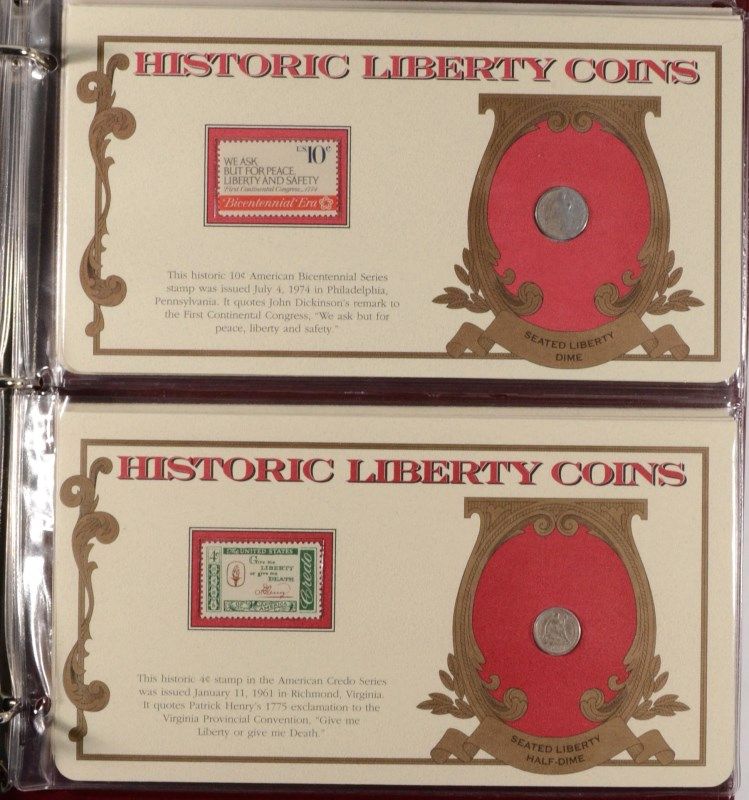 HISTORIC LIBERTY COINS
U.S. 10¢
WE ASK
BUT FOR PEACE,
LIBERTY AND SAFETY
First Continental Congress, 1774
Bicentennial Era
This historic 10¢ American Bicentennial Series
stamp was issued July 4, 1974 in Philadelphia,
Pennsylvania. It quotes John Dickinson's remark to
the First Continental Congress, "We ask but for
peace, liberty and safety."
SEATED LIBERTY
DIME
HISTORIC LIBERTY COINS
The UNITED STATES
Give me
LIBERTY
or give me
DEATH
P. Henry
Credo
This historic 4¢ stamp in the American Credo Series
was issued January 11, 1961 in Richmond, Virginia.
It quotes Patrick Henry's 1775 exclamation to the
Virginia Provincial Convention, "Give me
Liberty or give me Death."
SEATED LIBERTY
HALF-DIME